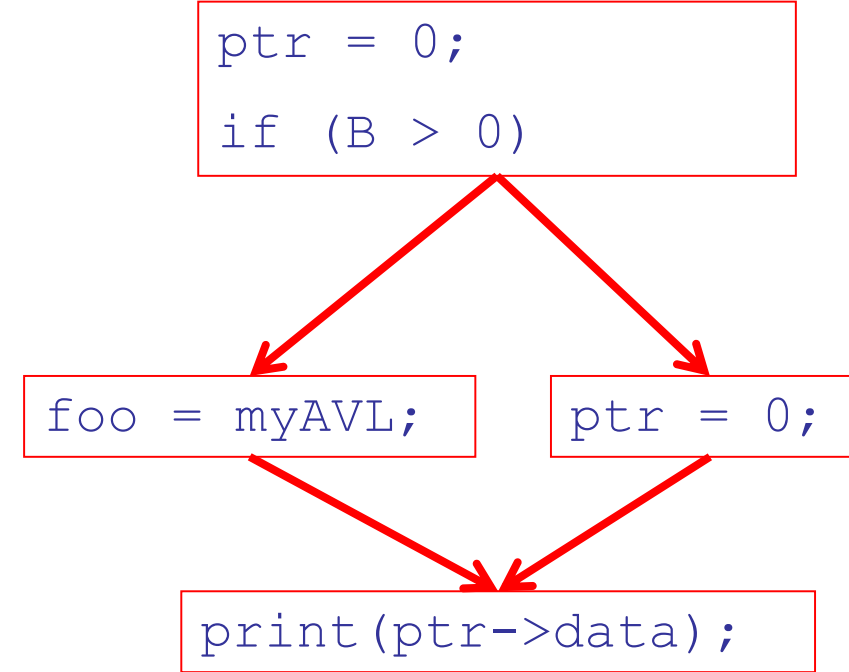 ptr = 0;
if (B > 0)
foo = myAVL;
ptr = 0;
print(ptr->data);